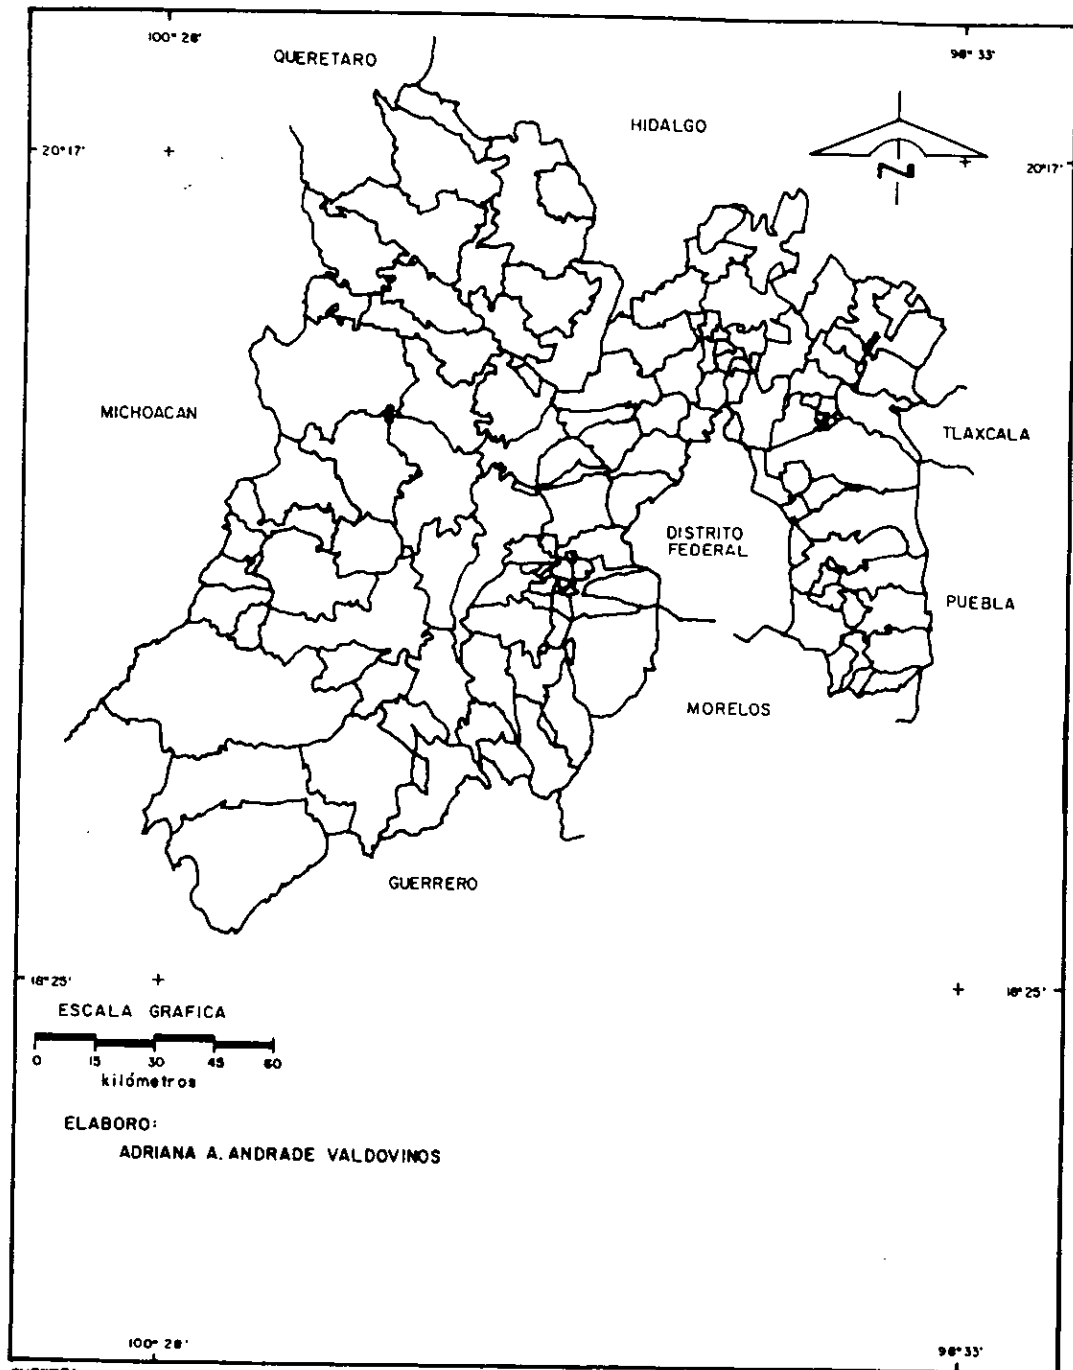 100° 28'
98° 33'
QUERETARO
HIDALGO
20°17'
20°17'
N
MICHOACAN
TLAXCALA
DISTRITO
FEDERAL
PUEBLA
MORELOS
GUERRERO
18°25'
18°25'
ESCALA GRAFICA
0 15 30 45 60
kilómetros
ELABORO:
ADRIANA A. ANDRADE VALDOVINOS
100° 28'
98° 33'